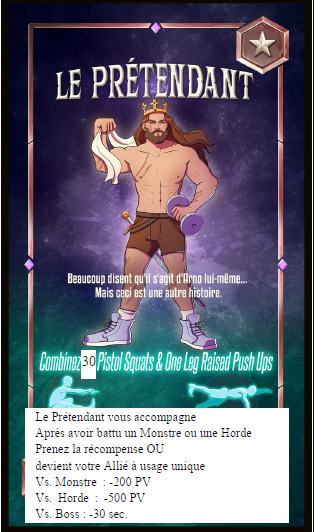 LE PRÉTENDANT
Beaucoup disent qu'il s'agit d'Arno lui-même...
Mais ceci est une autre histoire.
Combinez 30 Pistol Squats & One Leg Raised Push Ups
Le Prétendant vous accompagne
Après avoir battu un Monstre ou une Horde
Prenez la récompense OU
devient votre Allié à usage unique
Vs. Monstre : -200 PV
Vs. Horde : -500 PV
Vs. Boss : -30 sec.